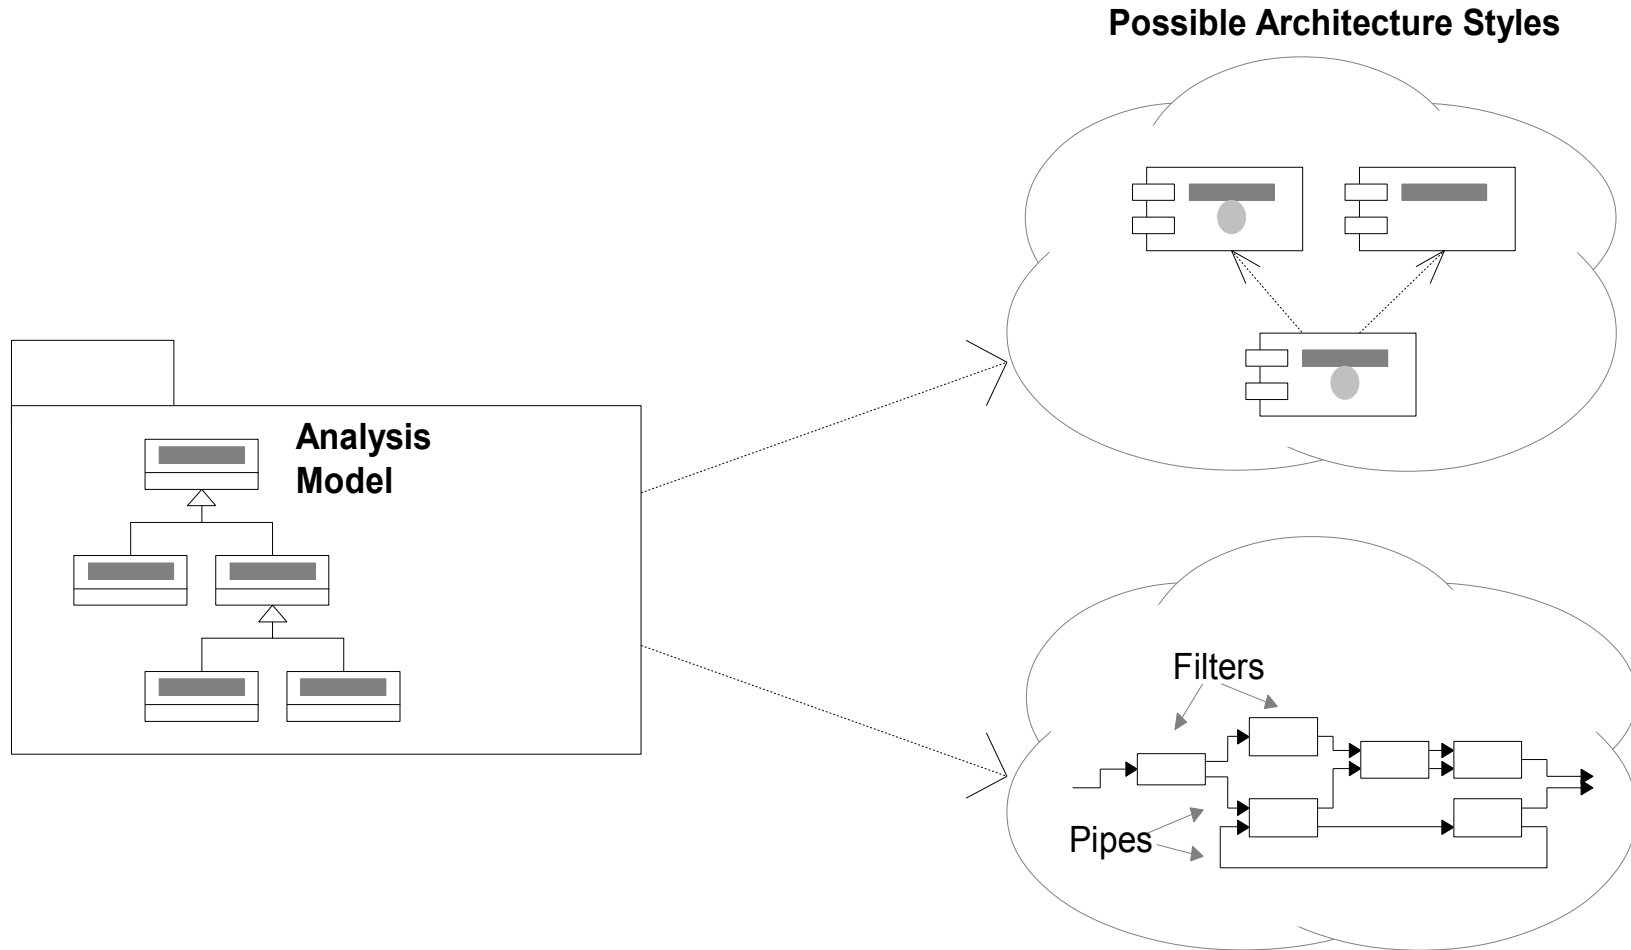 Possible Architecture Styles
Analysis
Model
Filters
Pipes